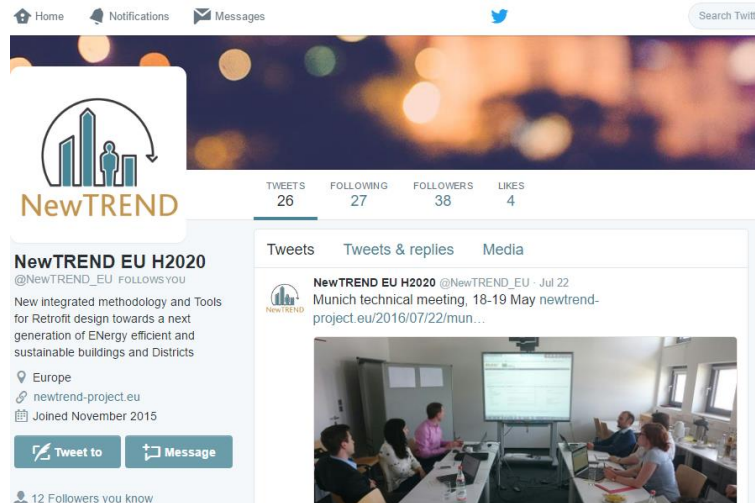 Home Notifications Messages
Search Twitt
NewTREND
TWEETS FOLLOWING FOLLOWERS LIKES
26 27 38 4
NewTREND EU H2020
@NewTREND_EU FOLLOWS YOU
New integrated methodology and Tools
for Retrofit design towards a next
generation of ENergy efficient and
sustainable buildings and Districts
Europe
newtrend-project.eu
Joined November 2015
Tweet to Message
12 Followers you know
Tweets Tweets & replies Media
NewTREND EU H2020 @NewTREND_EU · Jul 22
Munich technical meeting, 18-19 May newtrend-
project.eu/2016/07/22/mun…
NewTREND